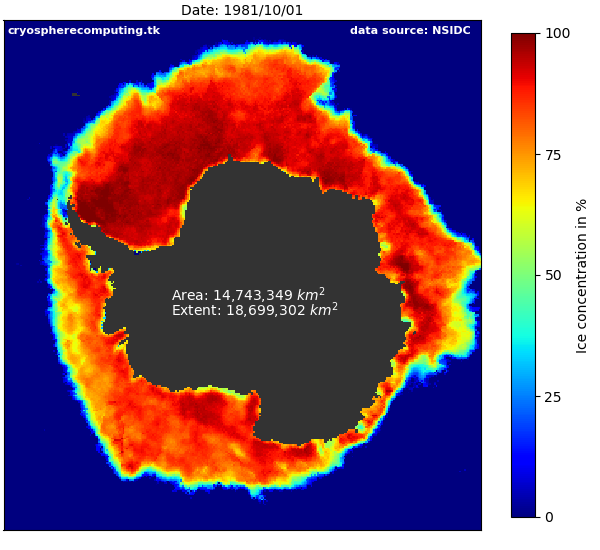 Date: 1981/10/01
cryospherecomputing.tk
data source: NSIDC
Area: 14,743,349 km²
Extent: 18,699,302 km²
100
75
50
25
0
Ice concentration in %